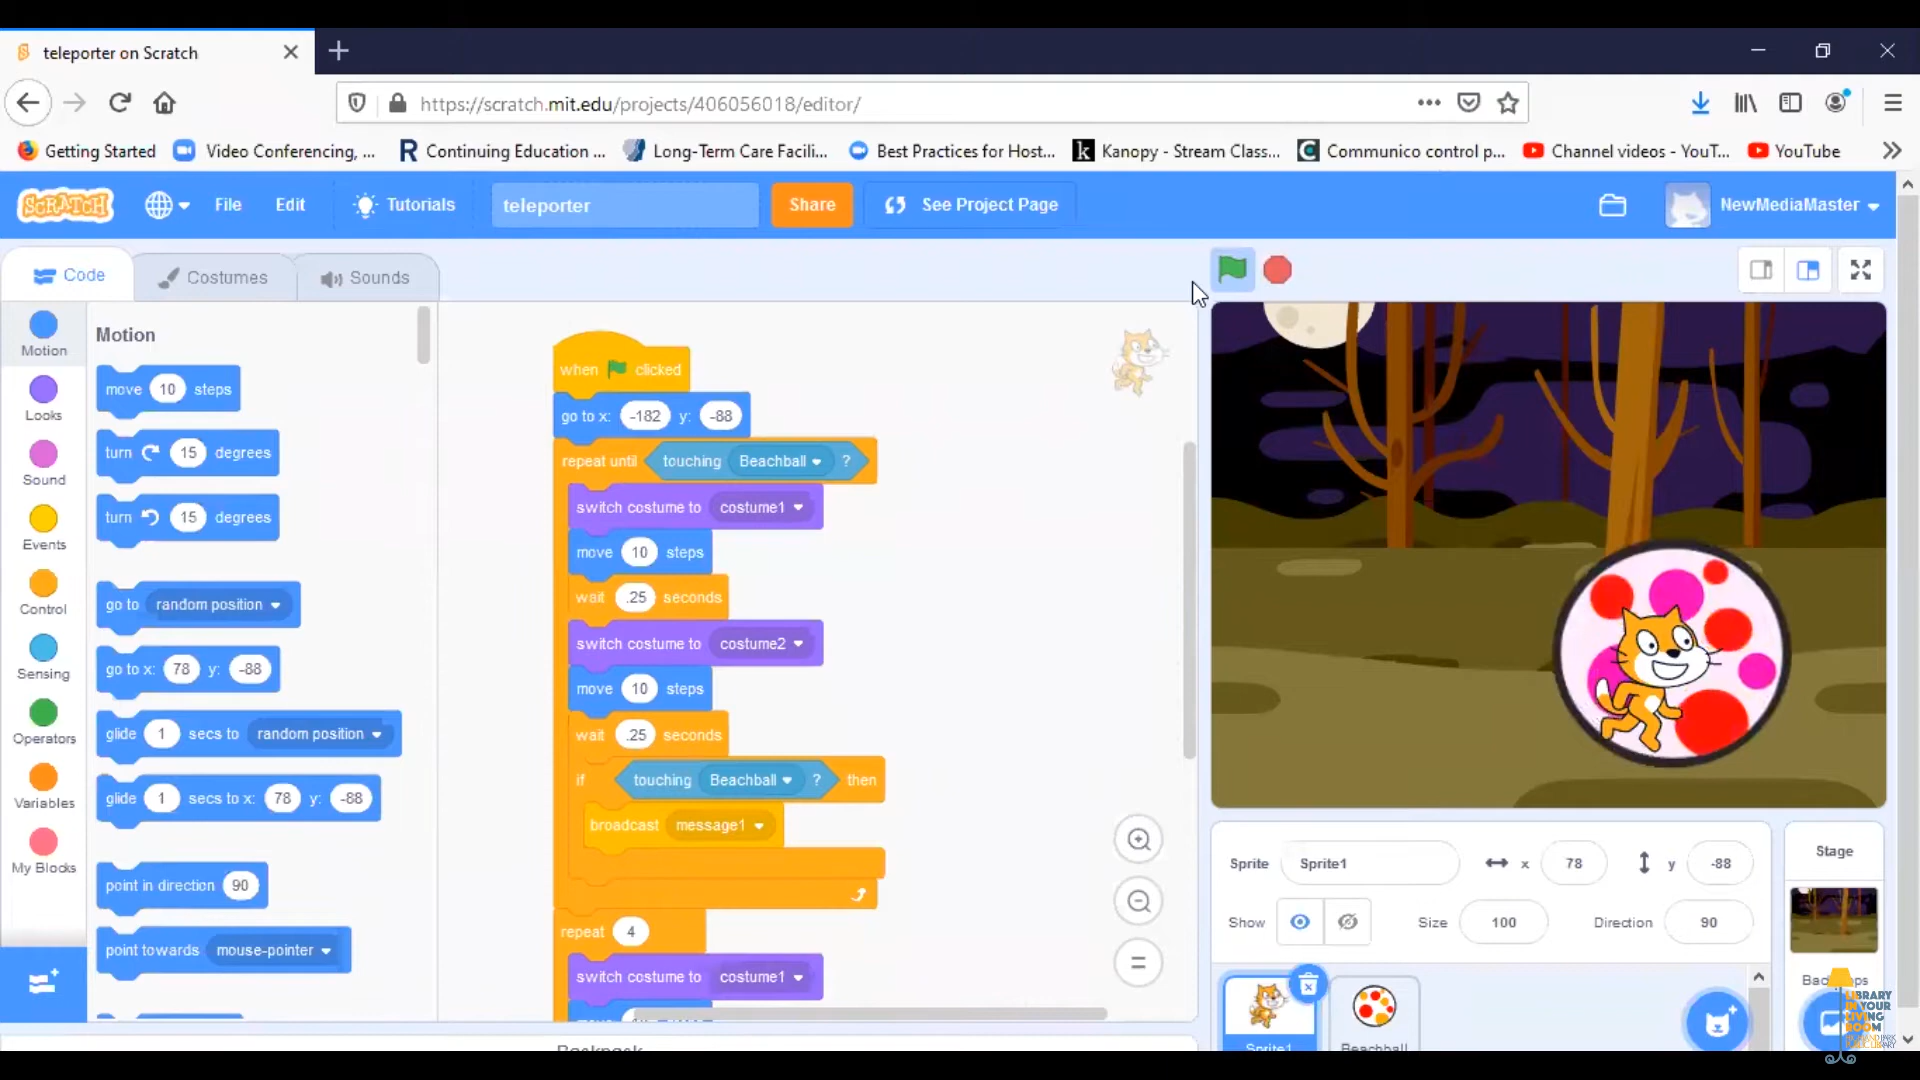 teleporter on Scratch
https://scratch.mit.edu/projects/406056018/editor/
Getting Started Video Conferencing, ... Continuing Education ... Long-Term Care Facili... Best Practices for Host... Kanopy - Stream Class... Communico control p... Channel videos - YouT... YouTube
SCRATCH File Edit Tutorials teleporter Share See Project Page NewMediaMaster
Code Costumes Sounds
Motion
Looks
Sound
Events
Control
Sensing
Operators
Variables
My Blocks
Motion
move 10 steps
turn 15 degrees
turn 15 degrees
go to random position
go to x: 78 y: -88
glide 1 secs to random position
glide 1 secs to x: 78 y: -88
point in direction 90
point towards mouse-pointer
when clicked
go to x: -182 y: -88
repeat until touching Beachball ?
switch costume to costume1
move 10 steps
wait .25 seconds
switch costume to costume2
move 10 steps
wait .25 seconds
if touching Beachball ? then
broadcast message1
repeat 4
switch costume to costume1
Backpack
Sprite Sprite1 x 78 y -88
Show Size 100 Direction 90
Sprite1 Beachball
Stage
LIBRARY
IN YOUR
LIVING
ROOM